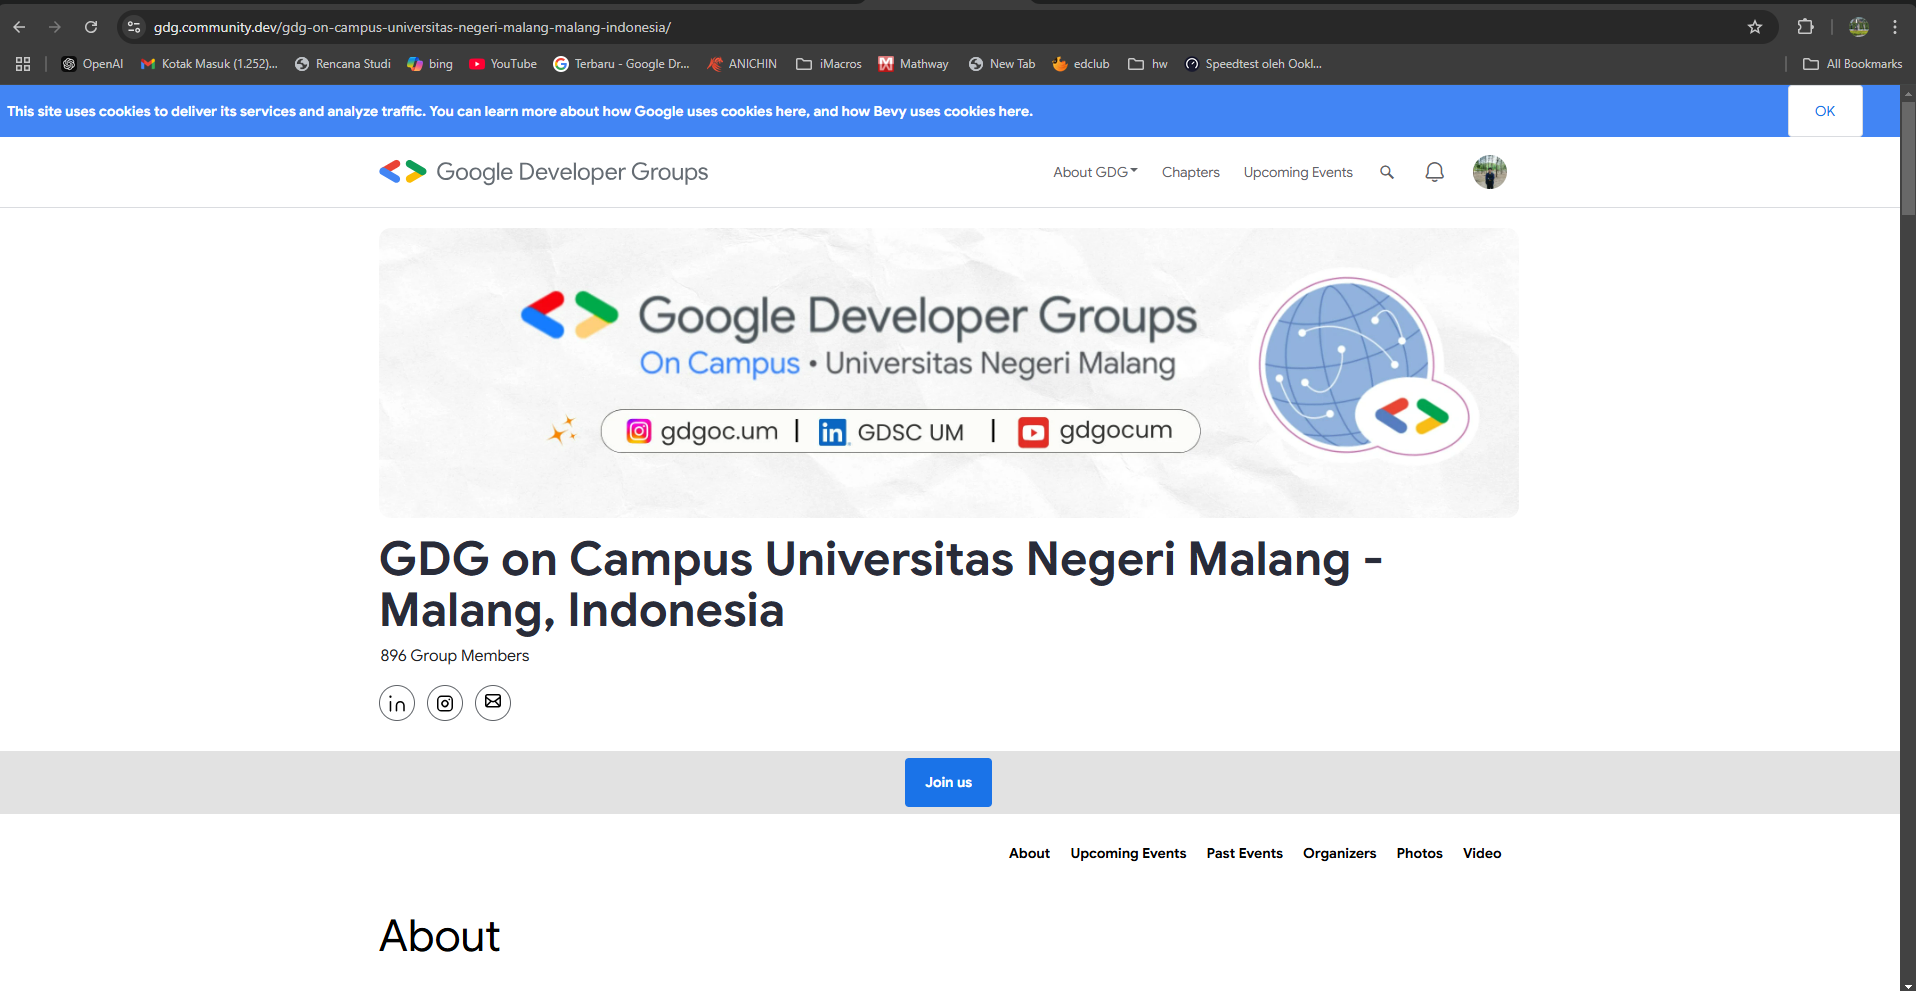 gdg.community.dev/gdg-on-campus-universitas-negeri-malang-malang-indonesia/
OpenAI Kotak Masuk (1.252)... Rencana Studi bing YouTube Terbaru - Google Dr... ANICHIN iMacros Mathway New Tab edclub hw Speedtest oleh Ookl... All Bookmarks
This site uses cookies to deliver its services and analyze traffic. You can learn more about how Google uses cookies here, and how Bevy uses cookies here. OK
Google Developer Groups About GDG Chapters Upcoming Events
Google Developer Groups
On Campus • Universitas Negeri Malang
gdgoc.um | in GDSC UM | gdgocum
GDG on Campus Universitas Negeri Malang -
Malang, Indonesia
896 Group Members
in
Join us
About Upcoming Events Past Events Organizers Photos Video
About